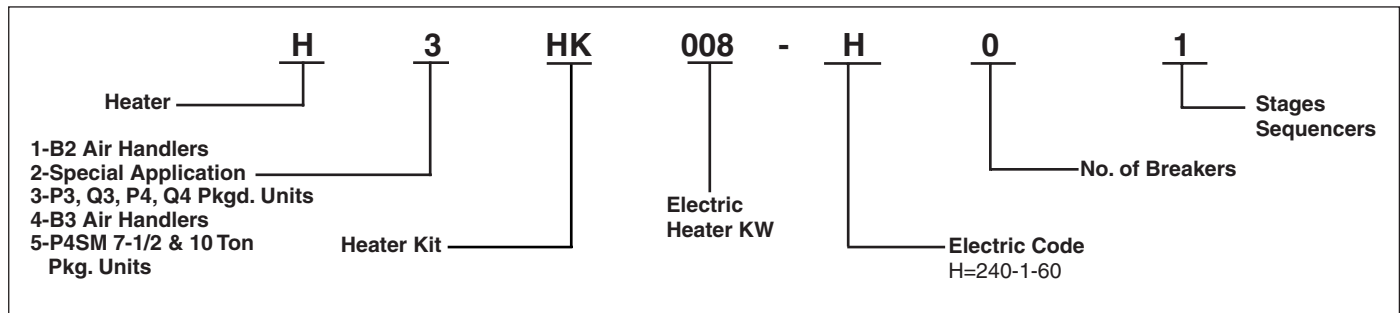 H 3 HK 008 - H 0 1
Heater
1-B2 Air Handlers
2-Special Application
3-P3, Q3, P4, Q4 Pkgd. Units
4-B3 Air Handlers
5-P4SM 7-1/2 & 10 Ton
Pkg. Units
Heater Kit
Electric
Heater KW
Electric Code
H=240-1-60
No. of Breakers
Stages
Sequencers